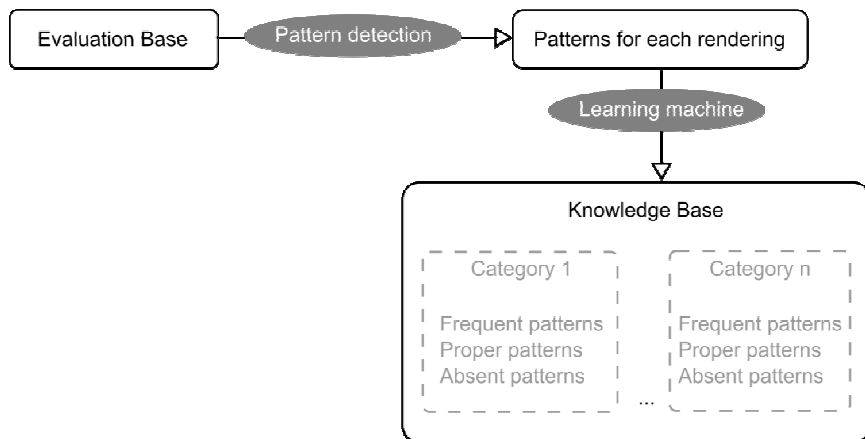 Evaluation Base
Pattern detection
Patterns for each rendering
Learning machine
Knowledge Base
Category 1
Frequent patterns
Proper patterns
Absent patterns
...
Category n
Frequent patterns
Proper patterns
Absent patterns